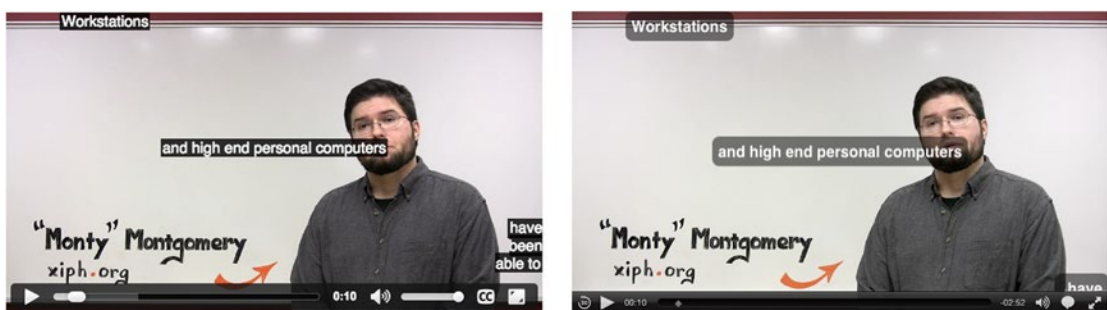 Workstations
and high end personal computers
have
been
able to
"Monty" Montgomery
xiph.org
0:10
CC
Workstations
and high end personal computers
"Monty" Montgomery
xiph.org
have
00:10
-02:52